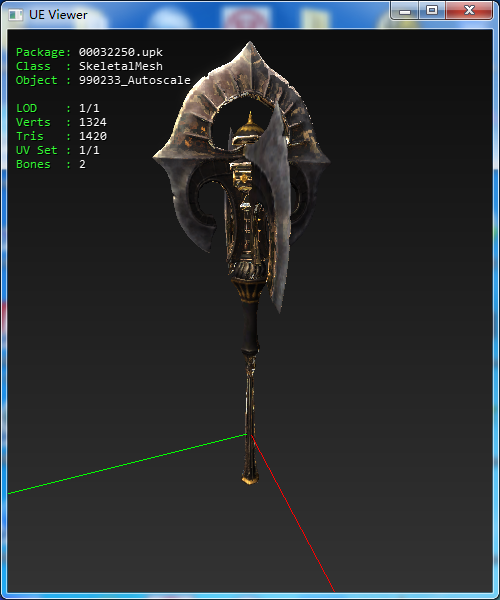 UE Viewer
Package: 00032250.upk
Class : SkeletalMesh
Object : 990233_Autoscale
LOD : 1/1
Verts : 1324
Tris : 1420
UV Set : 1/1
Bones : 2